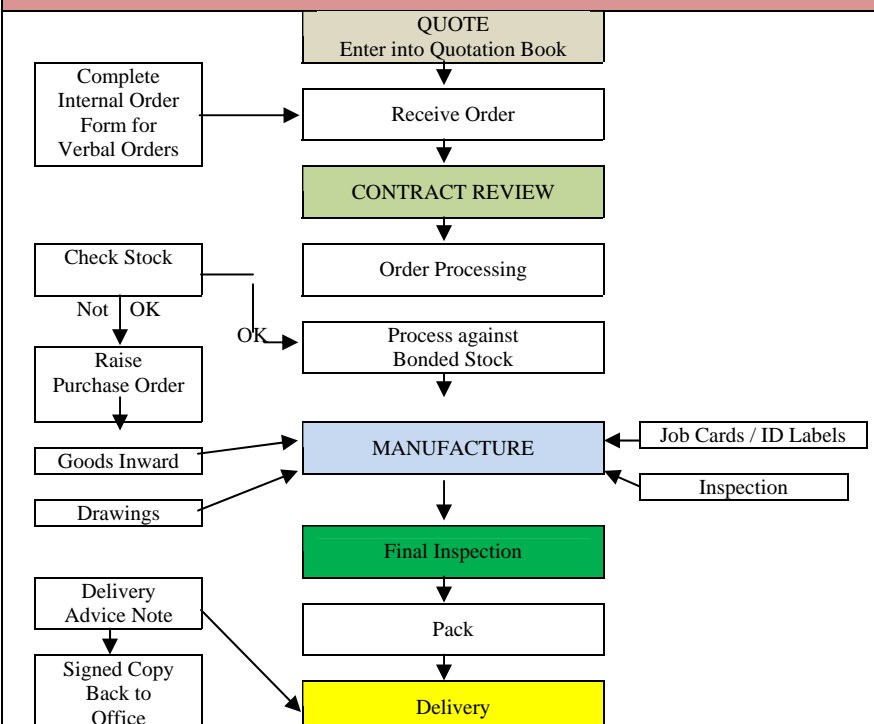 QUOTE
Enter into Quotation Book
Complete
Internal Order
Form for
Verbal Orders
Receive Order
CONTRACT REVIEW
Check Stock
Order Processing
Not OK
OK
Process against
Bonded Stock
Raise
Purchase Order
MANUFACTURE
Job Cards / ID Labels
Goods Inward
Inspection
Drawings
Final Inspection
Delivery
Advice Note
Pack
Signed Copy
Back to
Office
Delivery